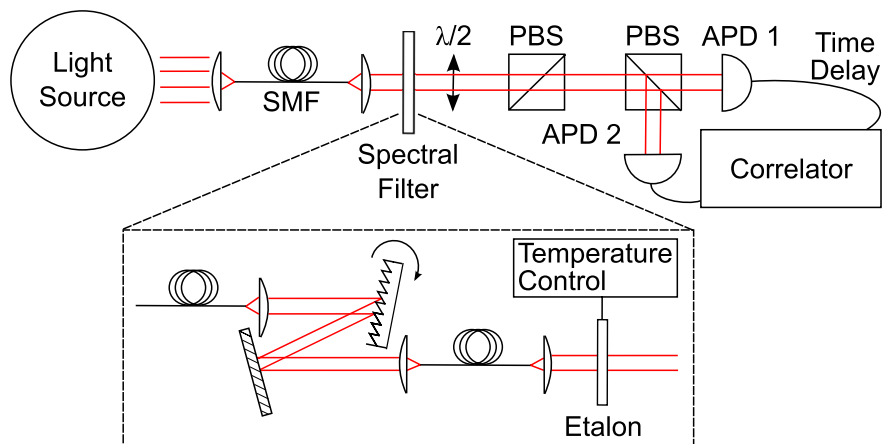 Light
Source
SMF
λ/2
PBS
PBS
APD 1
Time
Delay
APD 2
Spectral
Filter
Correlator
Temperature
Control
Etalon